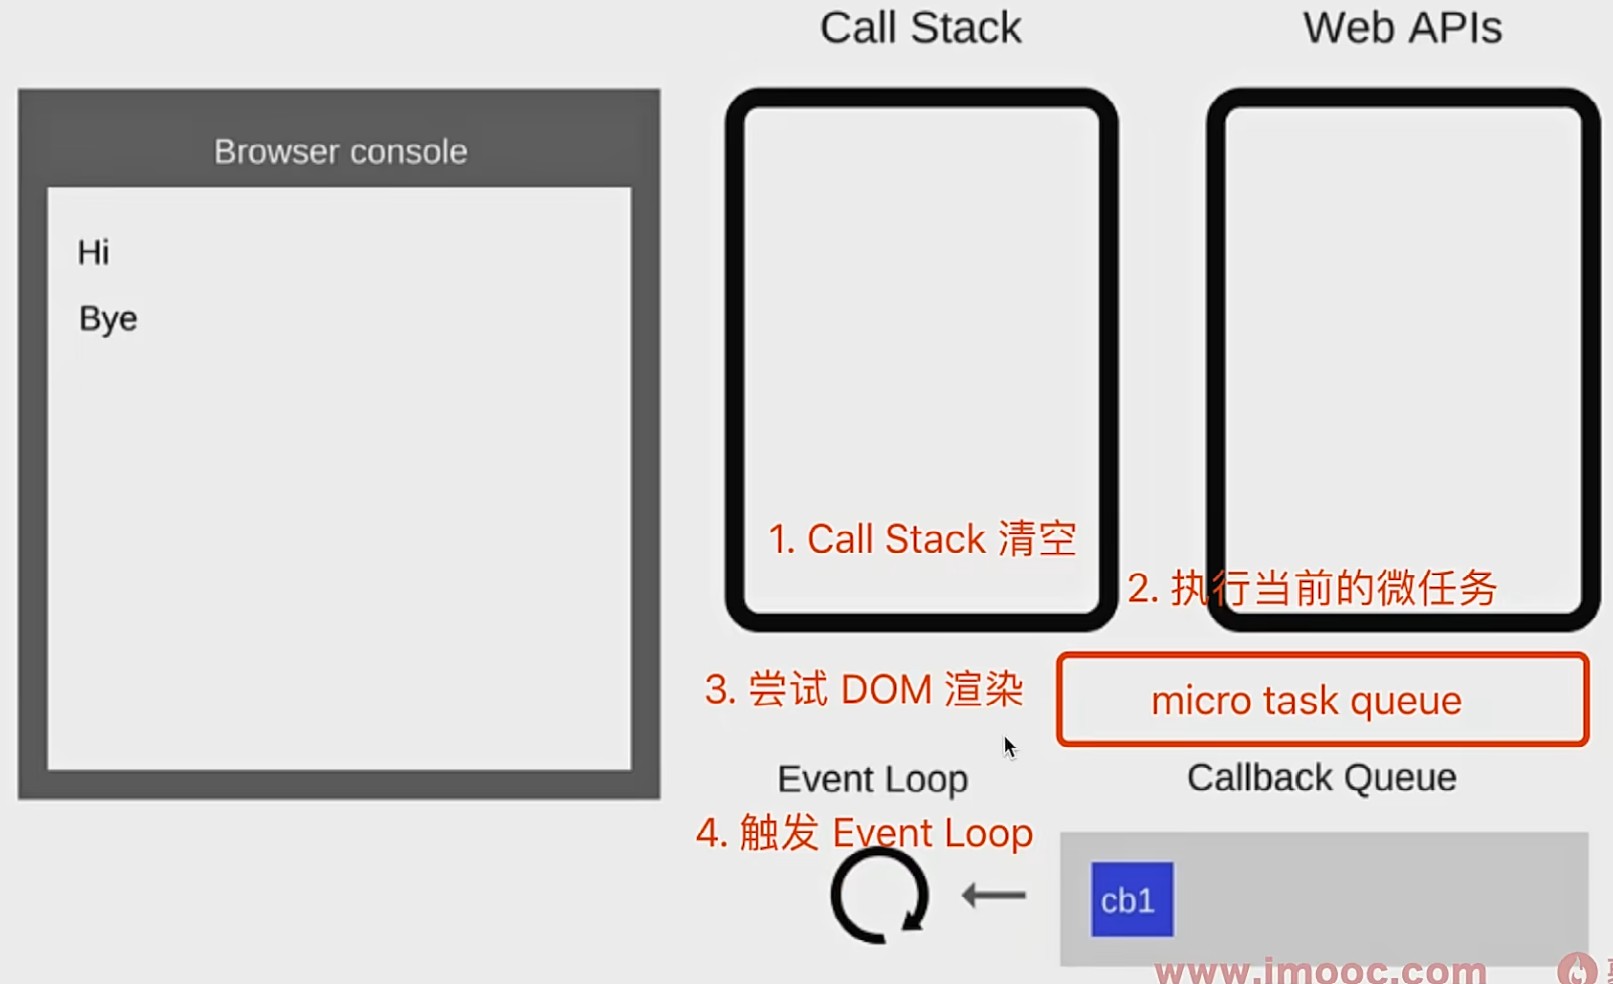 Call Stack
Web APIs
Browser console
Hi
Bye
1. Call Stack 清空
2. 执行当前的微任务
3. 尝试 DOM 渲染
micro task queue
Event Loop
Callback Queue
4. 触发 Event Loop
cb1
www.imooc.com